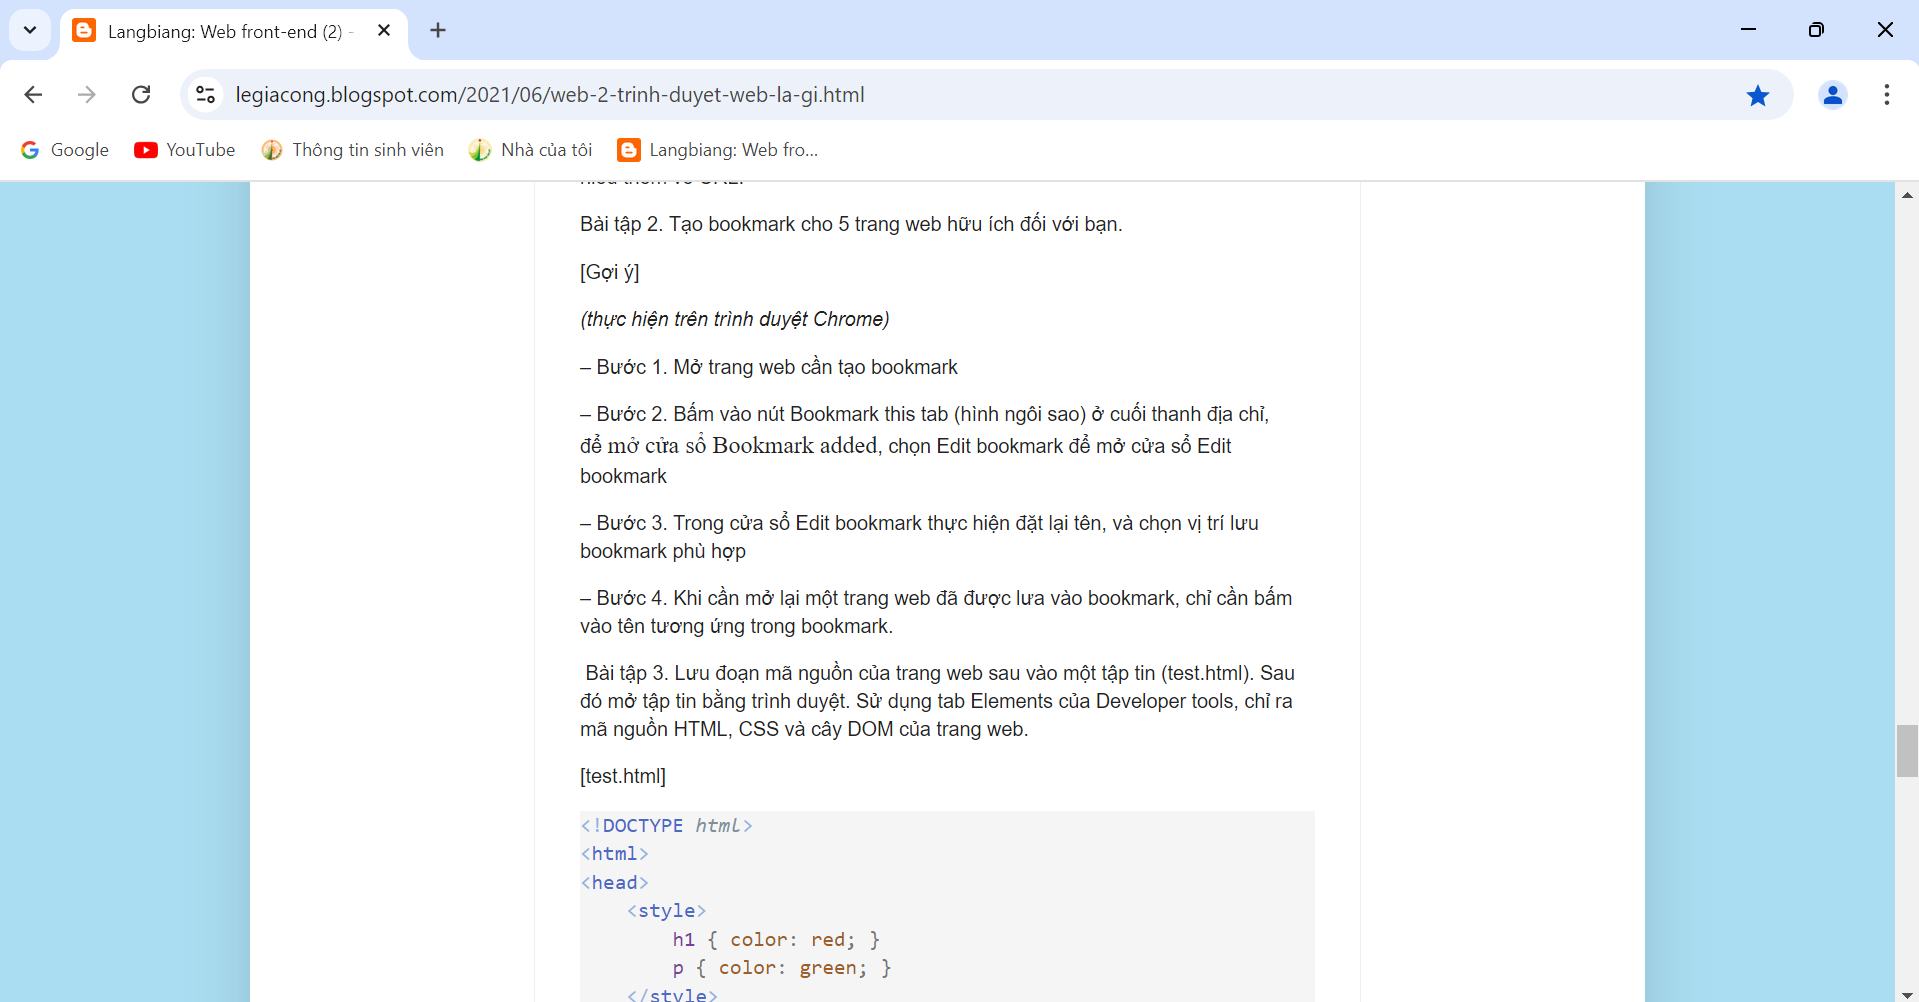 Langbiang: Web front-end (2) -
legiacong.blogspot.com/2021/06/web-2-trinh-duyet-web-la-gi.html
Google YouTube Thông tin sinh viên Nhà của tôi Langbiang: Web fro...
Bài tập 2. Tạo bookmark cho 5 trang web hữu ích đối với bạn.
[Gợi ý]
(thực hiện trên trình duyệt Chrome)
– Bước 1. Mở trang web cần tạo bookmark
– Bước 2. Bấm vào nút Bookmark this tab (hình ngôi sao) ở cuối thanh địa chỉ,
để mở cửa sổ Bookmark added, chọn Edit bookmark để mở cửa sổ Edit
bookmark
– Bước 3. Trong cửa sổ Edit bookmark thực hiện đặt lại tên, và chọn vị trí lưu
bookmark phù hợp
– Bước 4. Khi cần mở lại một trang web đã được lưa vào bookmark, chỉ cần bấm
vào tên tương ứng trong bookmark.
Bài tập 3. Lưu đoạn mã nguồn của trang web sau vào một tập tin (test.html). Sau
đó mở tập tin bằng trình duyệt. Sử dụng tab Elements của Developer tools, chỉ ra
mã nguồn HTML, CSS và cây DOM của trang web.
[test.html]
<!DOCTYPE html>
<html>
<head>
<style>
h1 { color: red; }
p { color: green; }
</style>